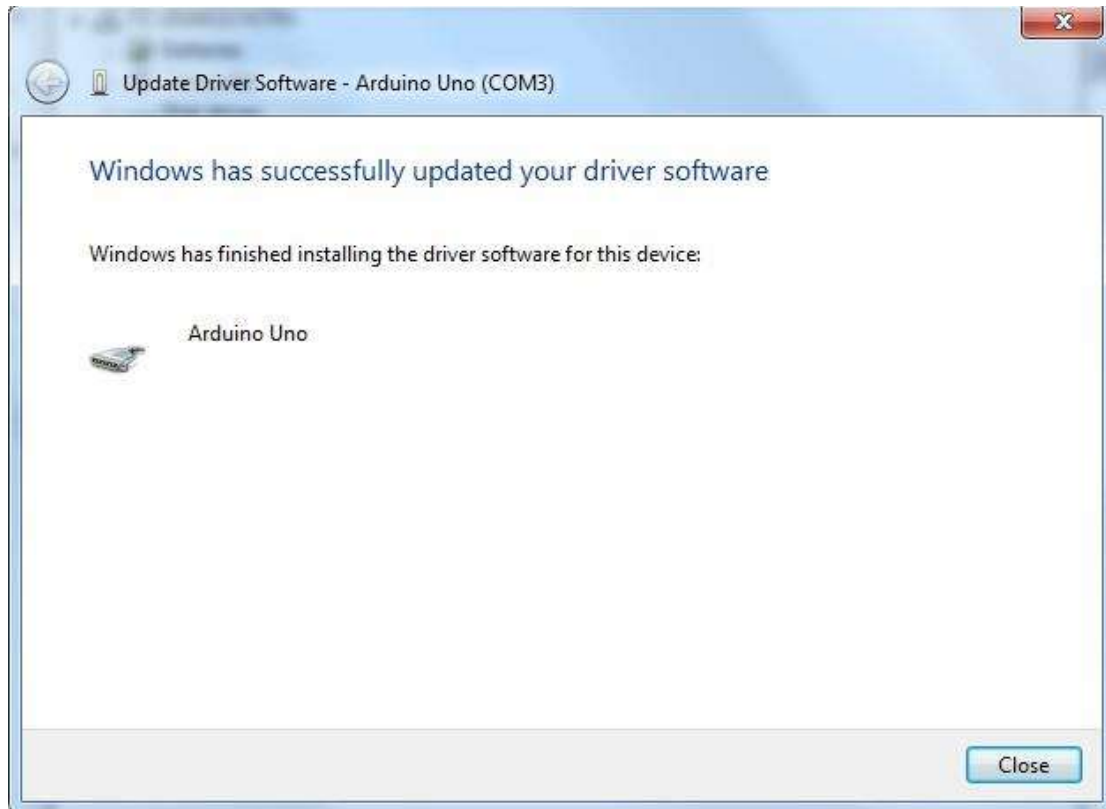 Update Driver Software - Arduino Uno (COM3)
Windows has successfully updated your driver software
Windows has finished installing the driver software for this device:
Arduino Uno
Close